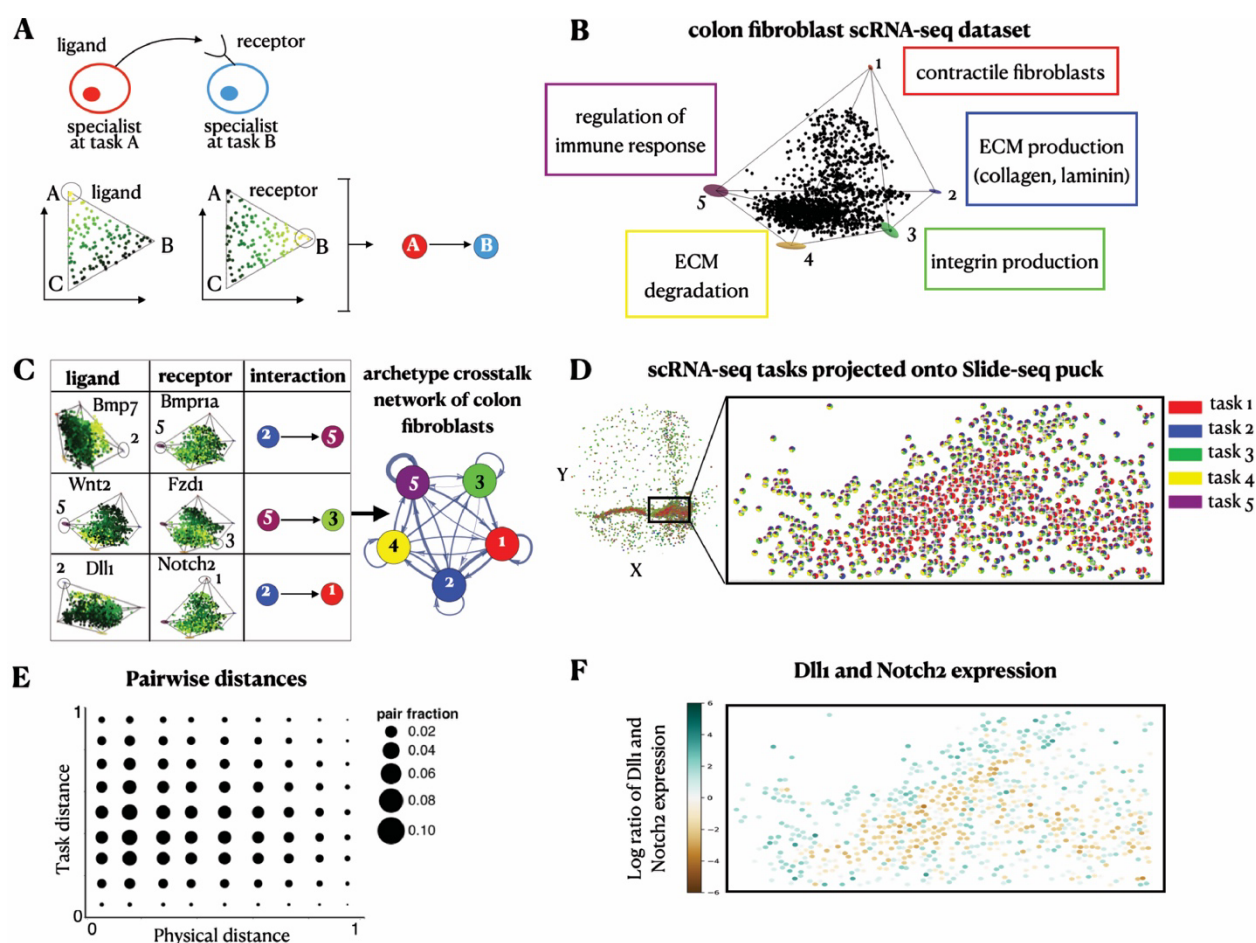 A
ligand
receptor
specialist
at task A
specialist
at task B
A
ligand
B
C
A
receptor
B
C
A
B
B
colon fibroblast scRNA-seq dataset
1
contractile fibroblasts
regulation of
immune response
ECM production
(collagen, laminin)
2
5
3
4
ECM
degradation
integrin production
C
ligand
receptor
interaction
Bmp7
2
Bmpr1a
5
2
5
Wnt2
5
Fzd1
3
5
3
Dll1
2
Notch2
1
2
1
archetype crosstalk
network of colon
fibroblasts
5
3
4
1
2
D
scRNA-seq tasks projected onto Slide-seq puck
Y
X
task 1
task 2
task 3
task 4
task 5
E
Pairwise distances
1
Task distance
0
0
1
Physical distance
pair fraction
0.02
0.04
0.06
0.08
0.10
F
Dll1 and Notch2 expression
Log ratio of Dll1 and
Notch2 expression
6
4
2
0
−2
−4
−6